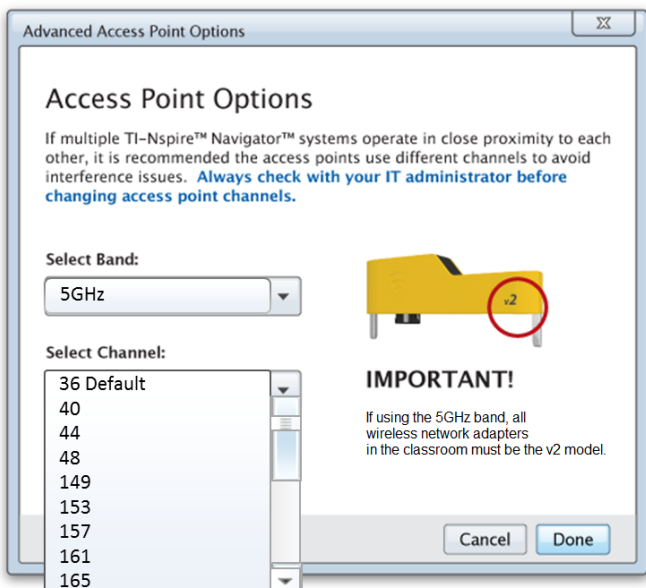 Advanced Access Point Options
Access Point Options
If multiple TI-Nspire™ Navigator™ systems operate in close proximity to each
other, it is recommended the access points use different channels to avoid
interference issues. Always check with your IT administrator before
changing access point channels.
Select Band:
5GHz
v2
Select Channel:
36 Default
40
44
48
149
153
157
161
165
IMPORTANT!
If using the 5GHz band, all
wireless network adapters
in the classroom must be the v2 model.
Cancel
Done